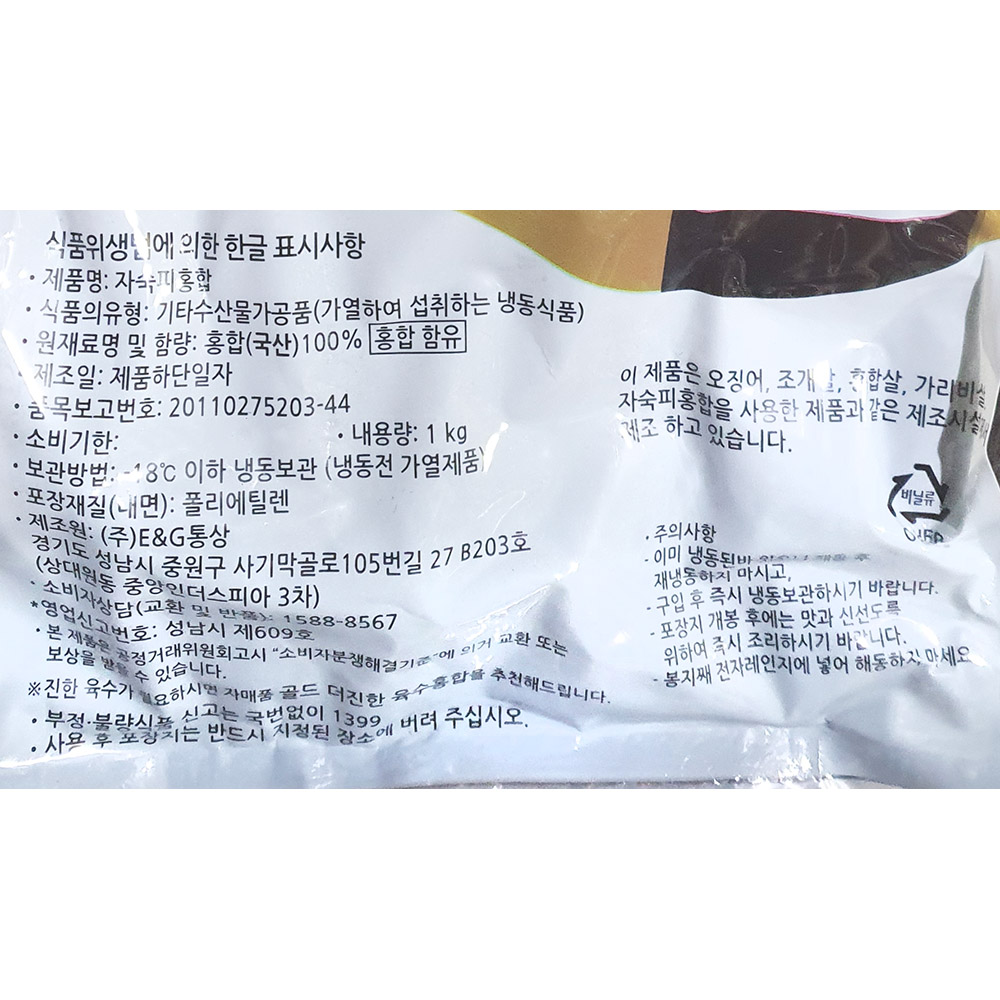 식품위생법에 의한 한글 표시사항
· 제품명: 자숙피홍합
· 식품의유형: 기타수산물가공품(가열하여 섭취하는 냉동식품)
· 원재료명 및 함량: 홍합(국산)100% 홍합 함유
· 제조일: 제품하단일자
· 품목보고번호: 20110275203-44
· 소비기한: · 내용량: 1 kg
· 보관방법: -18℃ 이하 냉동보관 (냉동전 가열제품)
· 포장재질(내면): 폴리에틸렌
· 제조원: (주)E&G통상
경기도 성남시 중원구 사기막골로105번길 27 B203호
(상대원동 중앙인더스피아 3차)
· 소비자상담(교환 및 반품): 1588-8567
*영업신고번호: 성남시 제609호
· 본 제품은 공정거래위원회고시 "소비자분쟁해결기준"에 의거 교환 또는
보상을 받을 수 있습니다.
※진한 육수가 필요하시면 자매품 골드 더진한 육수홍합을 추천해드립니다.
· 부정·불량식품 신고는 국번없이 1399
· 사용 후 포장지는 반드시 지정된 장소에 버려 주십시오.
이 제품은 오징어, 조개살, 홍합살, 가리비살
자숙피홍합을 사용한 제품과 같은 제조시설에서
제조 하고 있습니다.
비닐류
· 주의사항
- 이미 냉동된바 있으니 해동 후
재냉동하지 마시고,
- 구입 후 즉시 냉동보관하시기 바랍니다.
- 포장지 개봉 후에는 맛과 신선도를
위하여 즉시 조리하시기 바랍니다.
- 봉지째 전자레인지에 넣어 해동하지 마세요